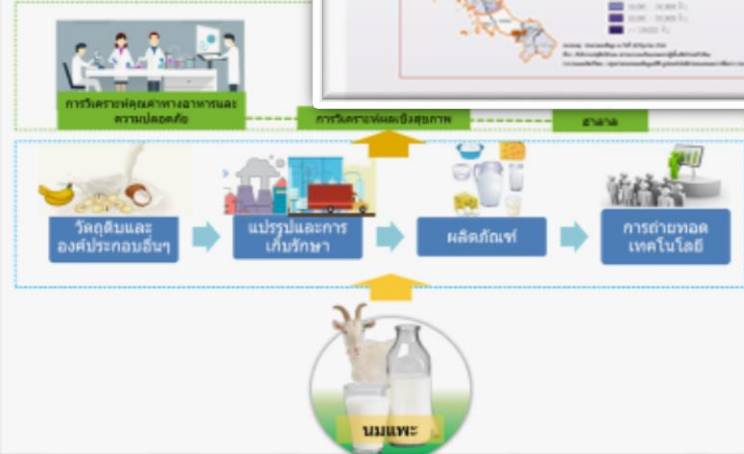 การวิเคราะห์คุณค่าทางอาหารและ
ความปลอดภัย
การวิเคราะห์ผลเชิงสุขภาพ
ฮาลาล
วัตถุดิบและ
องค์ประกอบอื่นๆ
แปรรูปและการ
เก็บรักษา
ผลิตภัณฑ์
การถ่ายทอด
เทคโนโลยี
นมแพะ